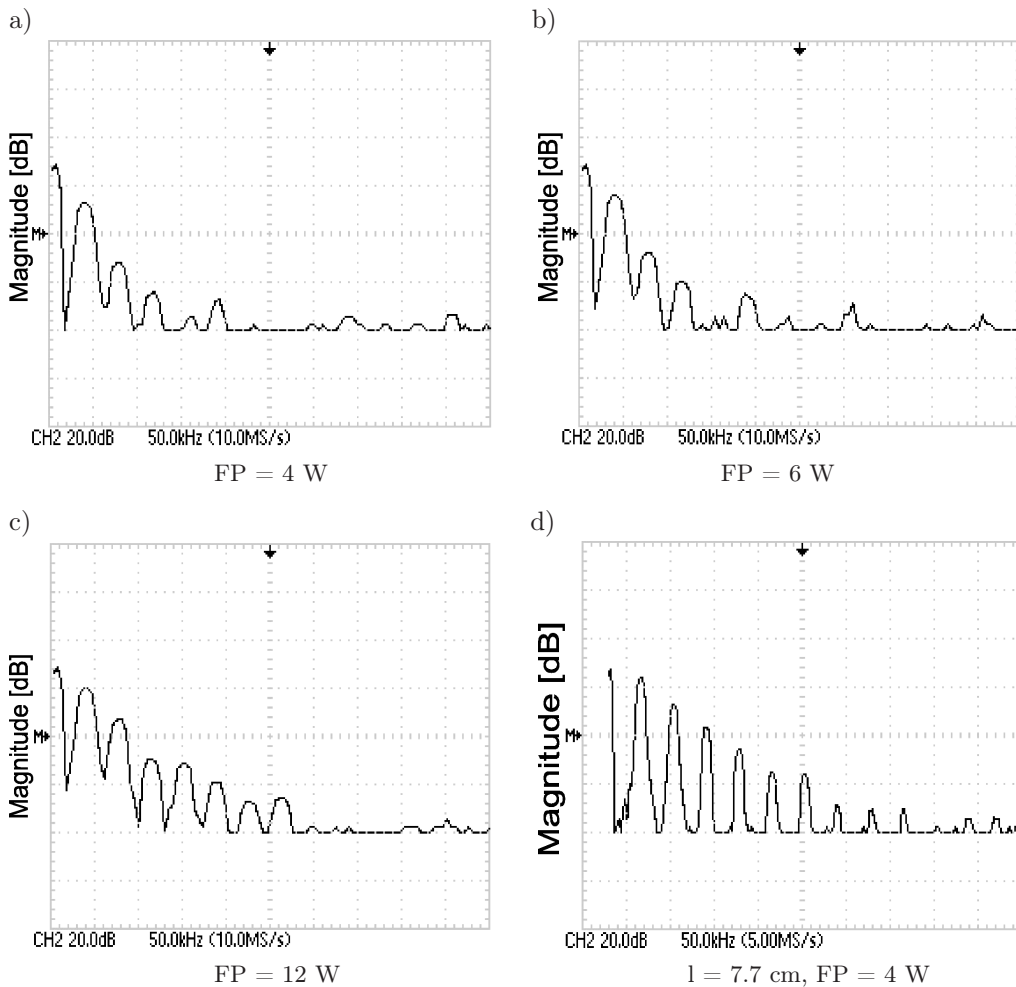 a)
Magnitude [dB]
M
CH2 20.0dB 50.0kHz (10.0MS/s)
FP = 4 W
b)
Magnitude [dB]
M
CH2 20.0dB 50.0kHz (10.0MS/s)
FP = 6 W
c)
Magnitude [dB]
M
CH2 20.0dB 50.0kHz (10.0MS/s)
FP = 12 W
d)
Magnitude [dB]
M
CH2 20.0dB 50.0kHz (5.00MS/s)
l = 7.7 cm, FP = 4 W